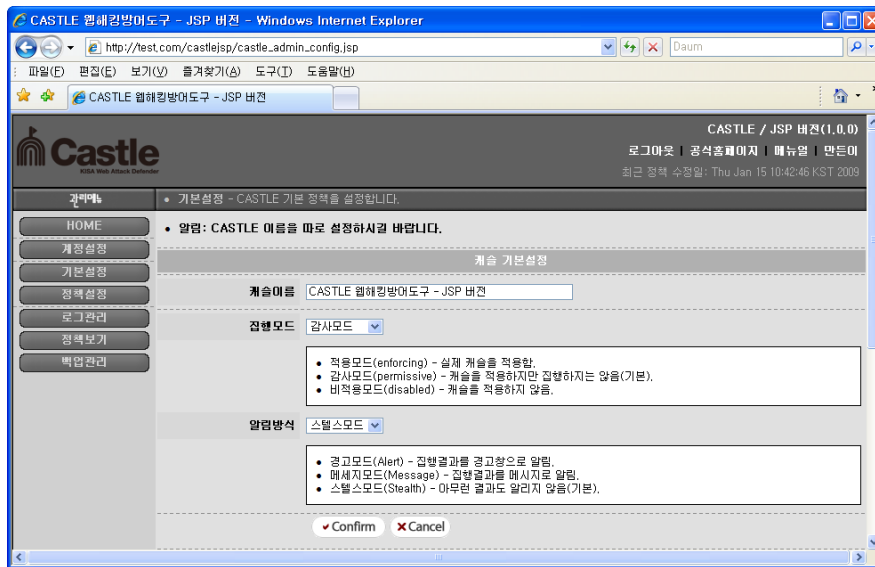 CASTLE 웹해킹방어도구 - JSP 버전 - Windows Internet Explorer
http://test.com/castlejsp/castle_admin_config.jsp
Daum
파일(F) 편집(E) 보기(V) 즐겨찾기(A) 도구(T) 도움말(H)
CASTLE 웹해킹방어도구 - JSP 버전
Castle
KISA Web Attack Defender
CASTLE / JSP 버전(1.0.0)
로그아웃 | 공식홈페이지 | 메뉴얼 | 만든이
최근 정책 수정일: Thu Jan 15 10:42:46 KST 2009
관리메뉴
• 기본설정 - CASTLE 기본 정책을 설정합니다.
HOME
계정설정
기본설정
정책설정
로그관리
정책보기
백업관리
• 알림: CASTLE 이름을 따로 설정하시길 바랍니다.
캐슬 기본설정
캐슬이름 CASTLE 웹해킹방어도구 - JSP 버전
집행모드 감사모드
• 적용모드(enforcing) - 실제 캐슬을 적용함.
• 감사모드(permissive) - 캐슬을 적용하지만 집행하지는 않음(기본).
• 비적용모드(disabled) - 캐슬을 적용하지 않음.
알림방식 스텔스모드
• 경고모드(Alert) - 집행결과를 경고창으로 알림.
• 메세지모드(Message) - 집행결과를 메시지로 알림.
• 스텔스모드(Stealth) - 아무런 결과도 알리지 않음(기본).
Confirm Cancel